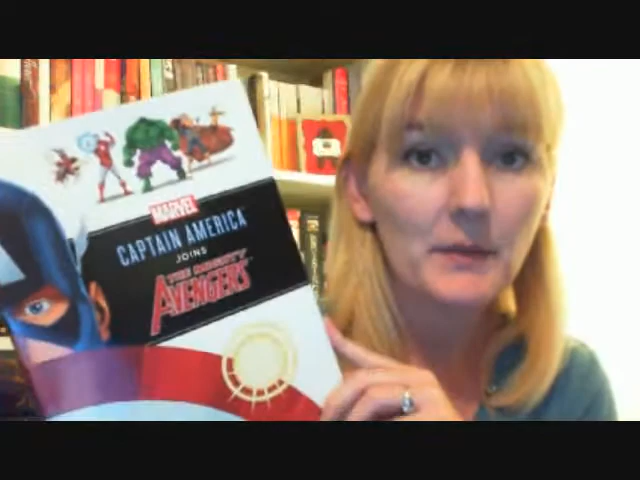 MARVEL
CAPTAIN AMERICA
JOINS
THE MIGHTY
AVENGERS